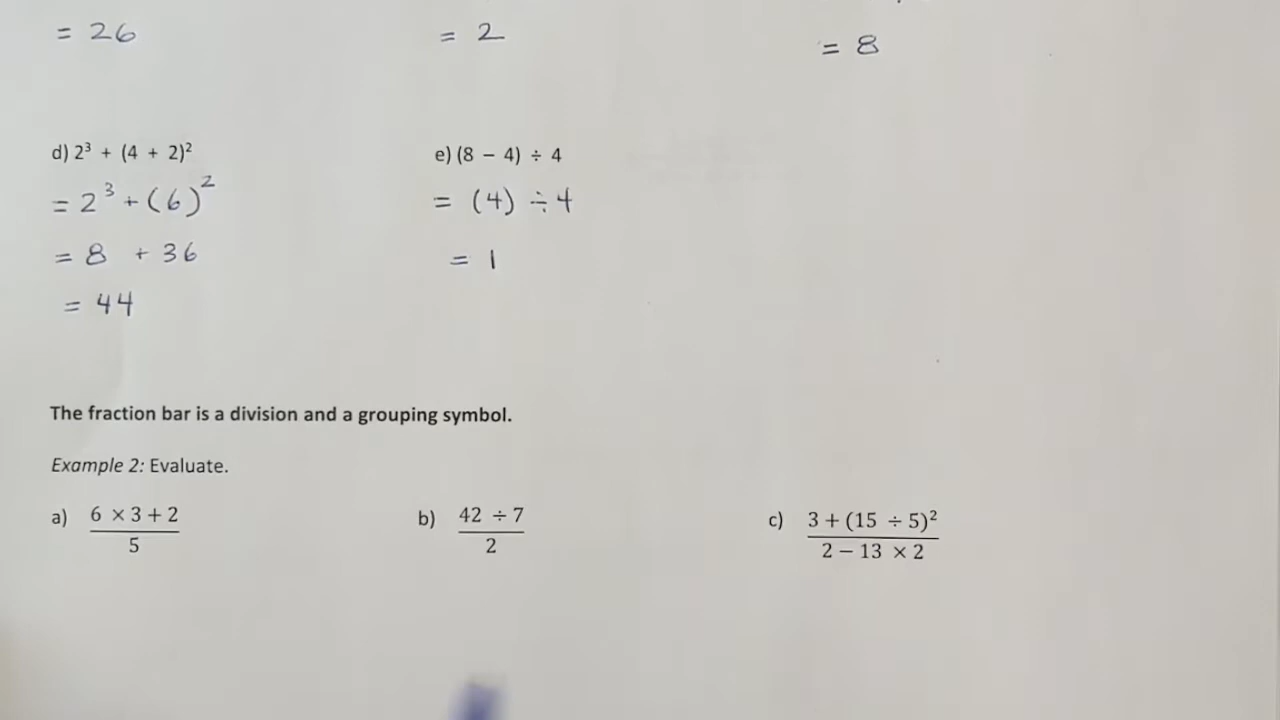 = 26
= 2
= 8
d) 2³ + (4 + 2)²
= 2³ + (6)²
= 8 + 36
= 44
e) (8 − 4) ÷ 4
= (4) ÷ 4
= 1
The fraction bar is a division and a grouping symbol.
Example 2: Evaluate.
a) 6 × 3 + 2
5
b) 42 ÷ 7
2
c) 3 + (15 ÷ 5)²
2 − 13 × 2